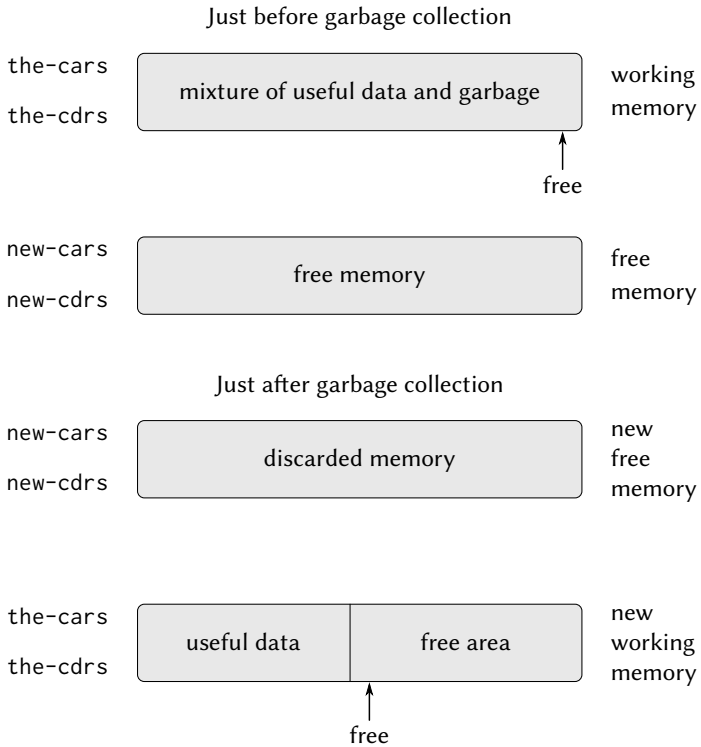 Just before garbage collection
the-cars
the-cdrs
mixture of useful data and garbage
working
memory
free
new-cars
new-cdrs
free memory
free
memory
Just after garbage collection
new-cars
new-cdrs
discarded memory
new
free
memory
the-cars
the-cdrs
useful data
free area
new
working
memory
free